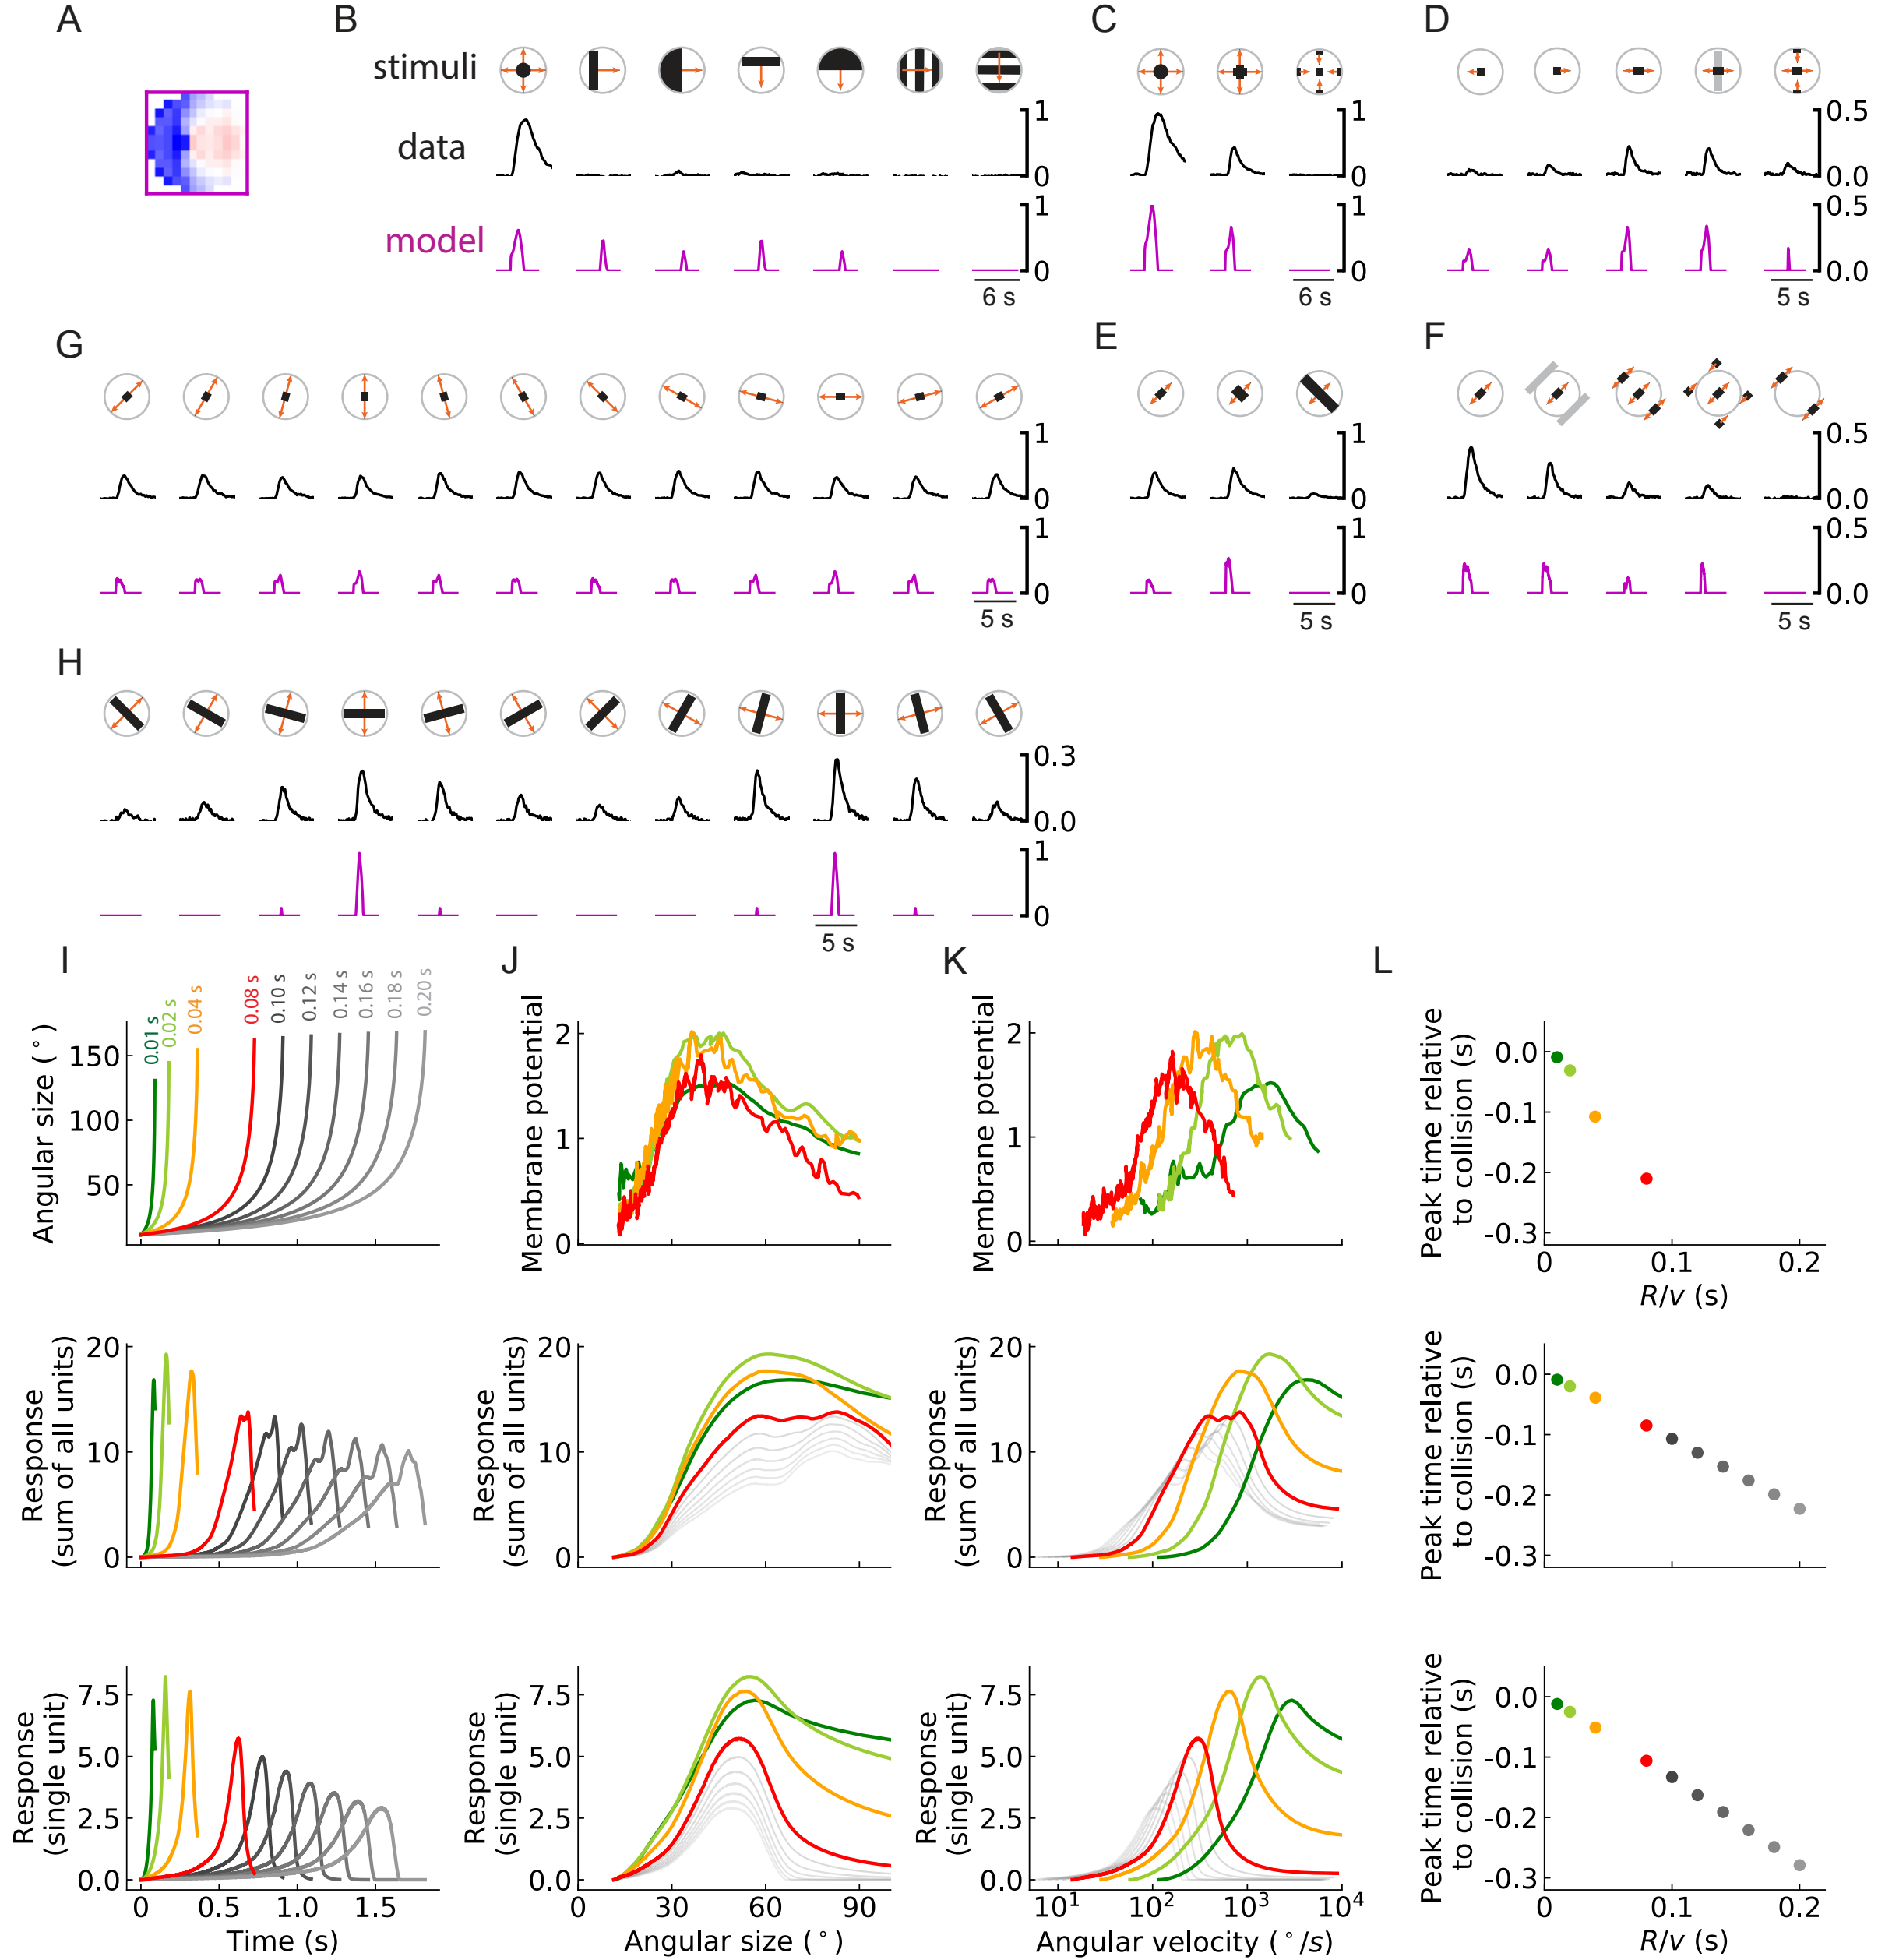 A
B
C
D
stimuli
data
model
1
0
1
0
6 s
1
0
1
0
6 s
0.5
0.0
0.5
0.0
5 s
G
E
F
1
0
1
0
5 s
1
0
1
0
5 s
0.5
0.0
0.5
0.0
5 s
H
0.3
0.0
1
0
5 s
I
J
K
L
0.01 s
0.02 s
0.04 s
0.08 s
0.10 s
0.12 s
0.14 s
0.16 s
0.18 s
0.20 s
Angular size (°)
150
100
50
Membrane potential
2
1
0
Membrane potential
2
1
0
Peak time relative
to collision (s)
0.0
-0.1
-0.2
-0.3
0
0.1
0.2
R/v (s)
Response
(sum of all units)
20
10
0
Response
(sum of all units)
20
10
0
Response
(sum of all units)
20
10
0
Peak time relative
to collision (s)
0.0
-0.1
-0.2
-0.3
Response
(single unit)
7.5
5.0
2.5
0.0
0
0.5
1.0
1.5
Time (s)
Response
(single unit)
7.5
5.0
2.5
0.0
0
30
60
90
Angular size (°)
Response
(single unit)
7.5
5.0
2.5
0.0
10¹
10²
10³
10⁴
Angular velocity (°/s)
Peak time relative
to collision (s)
0.0
-0.1
-0.2
-0.3
0
0.1
0.2
R/v (s)